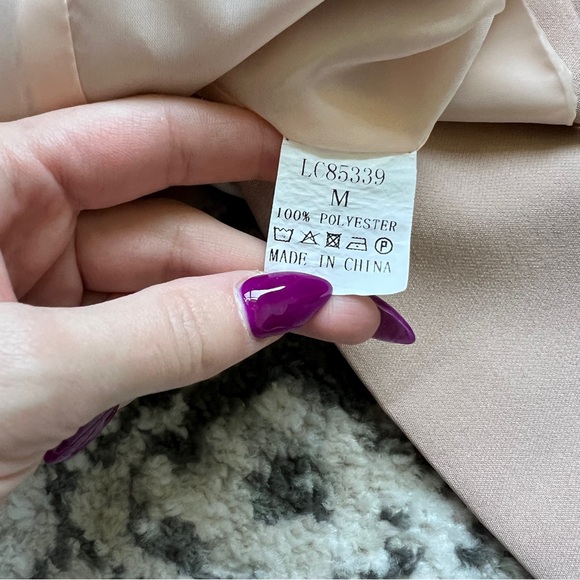 LC85339
M
100% POLYESTER
P
MADE IN CHINA